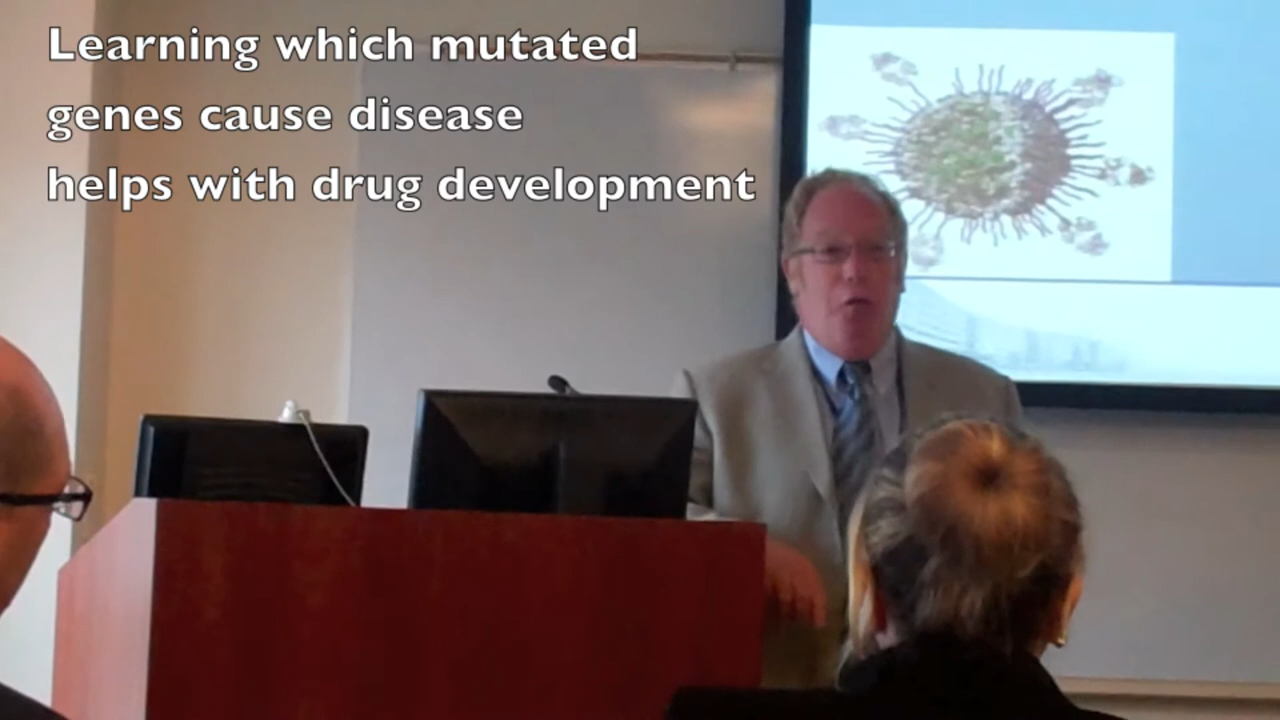 Learning which mutated
genes cause disease
helps with drug development